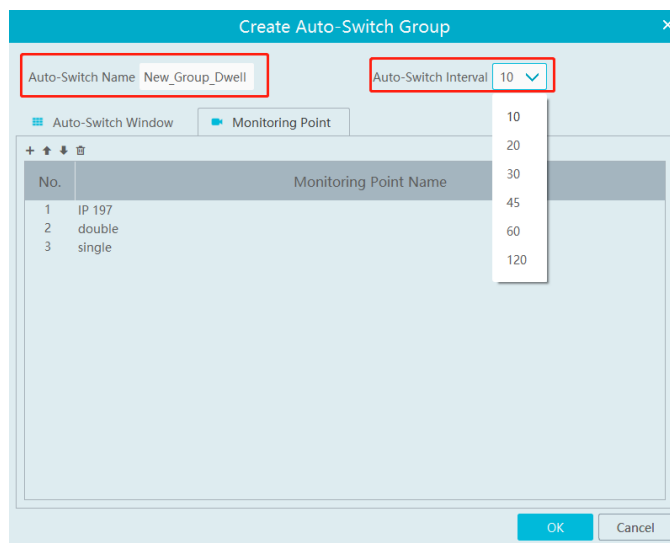 Create Auto-Switch Group
Auto-Switch Name New_Group_Dwell Auto-Switch Interval 10
Auto-Switch Window Monitoring Point
No. Monitoring Point Name
1 IP 197
2 double
3 single
10
20
30
45
60
120
OK Cancel